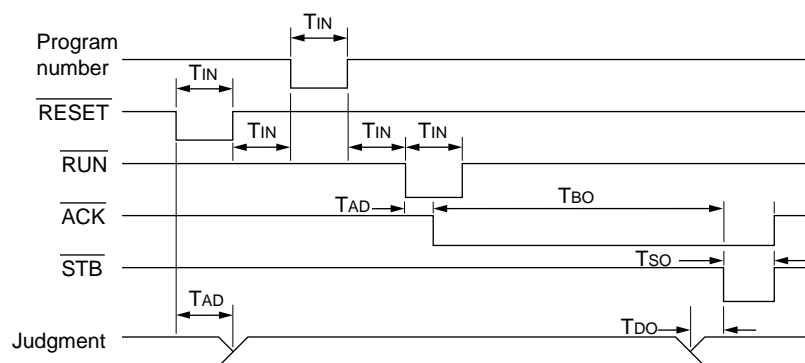 TIN
Program
number
TIN
RESET
TIN
TIN
TIN
RUN
TAD
TBO
ACK
TSO
STB
TAD
TDO
Judgment